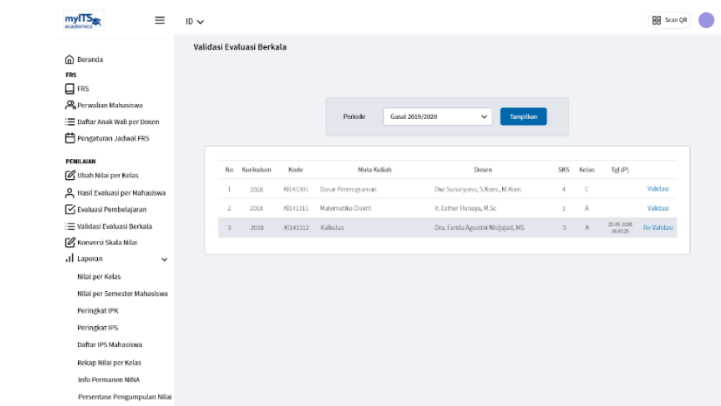 myITS
academics
ID
Scan QR
Validasi Evaluasi Berkala
Beranda
FRS
FRS
Perwalian Mahasiswa
Daftar Anak Wali per Dosen
Pengaturan Jadwal FRS
PENILAIAN
Ubah Nilai per Kelas
Hasil Evaluasi per Mahasiswa
Evaluasi Pembelajaran
Validasi Evaluasi Berkala
Konversi Skala Nilai
Laporan
Nilai per Kelas
Nilai per Semester Mahasiswa
Peringkat IPK
Peringkat IPS
Daftar IPS Mahasiswa
Rekap Nilai per Kelas
Info Permanen NINA
Persentase Pengumpulan Nilai
Periode Gasal 2019/2020 Tampilkan
No Kurikulum Kode Mata Kuliah Dosen SKS Kelas Tgl (P)
1 2018 KI141301 Dasar Pemrograman Dwi Sunaryono, S.Kom., M.Kom. 4 C Validasi
2 2018 KI141311 Matematika Diskrit Ir. Esther Hanaya, M.Sc 3 A Validasi
3 2018 KI141312 Kalkulus Dra. Farida Agustini Widjajati, MS 3 A Re-Validasi